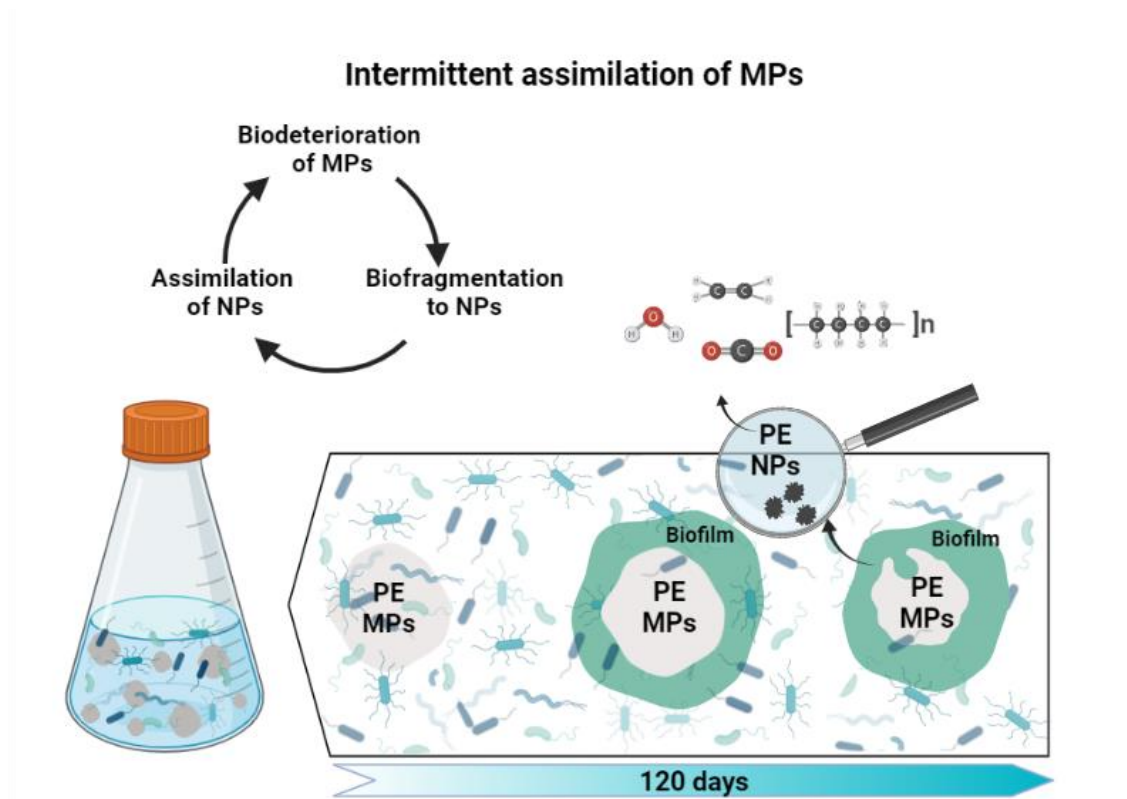 Intermittent assimilation of MPs
Biodeterioration
of MPs
Assimilation
of NPs
Biofragmentation
to NPs
H
H
H
H
C
C
O
H
H
O
C
O
[
C
C
C
C
]n
PE
NPs
Biofilm
Biofilm
PE
MPs
PE
MPs
PE
MPs
120 days